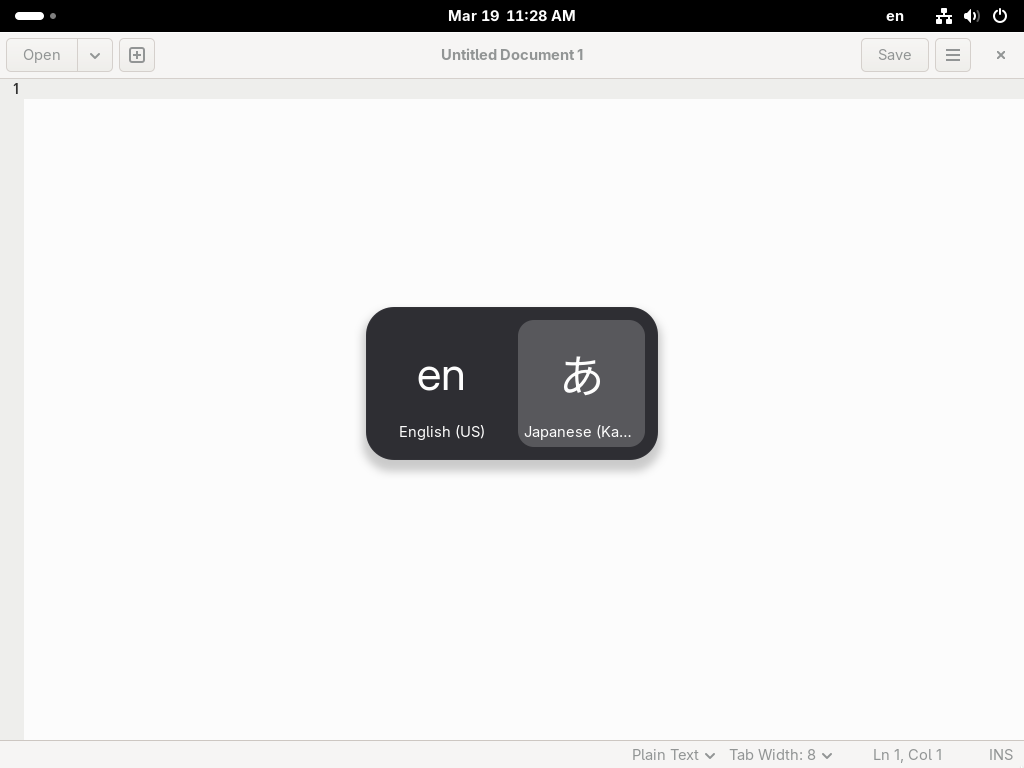 Mar 19 11:28 AM
en
Open
Untitled Document 1
Save
1
en
あ
English (US)
Japanese (Ka...
Plain Text
Tab Width: 8
Ln 1, Col 1
INS